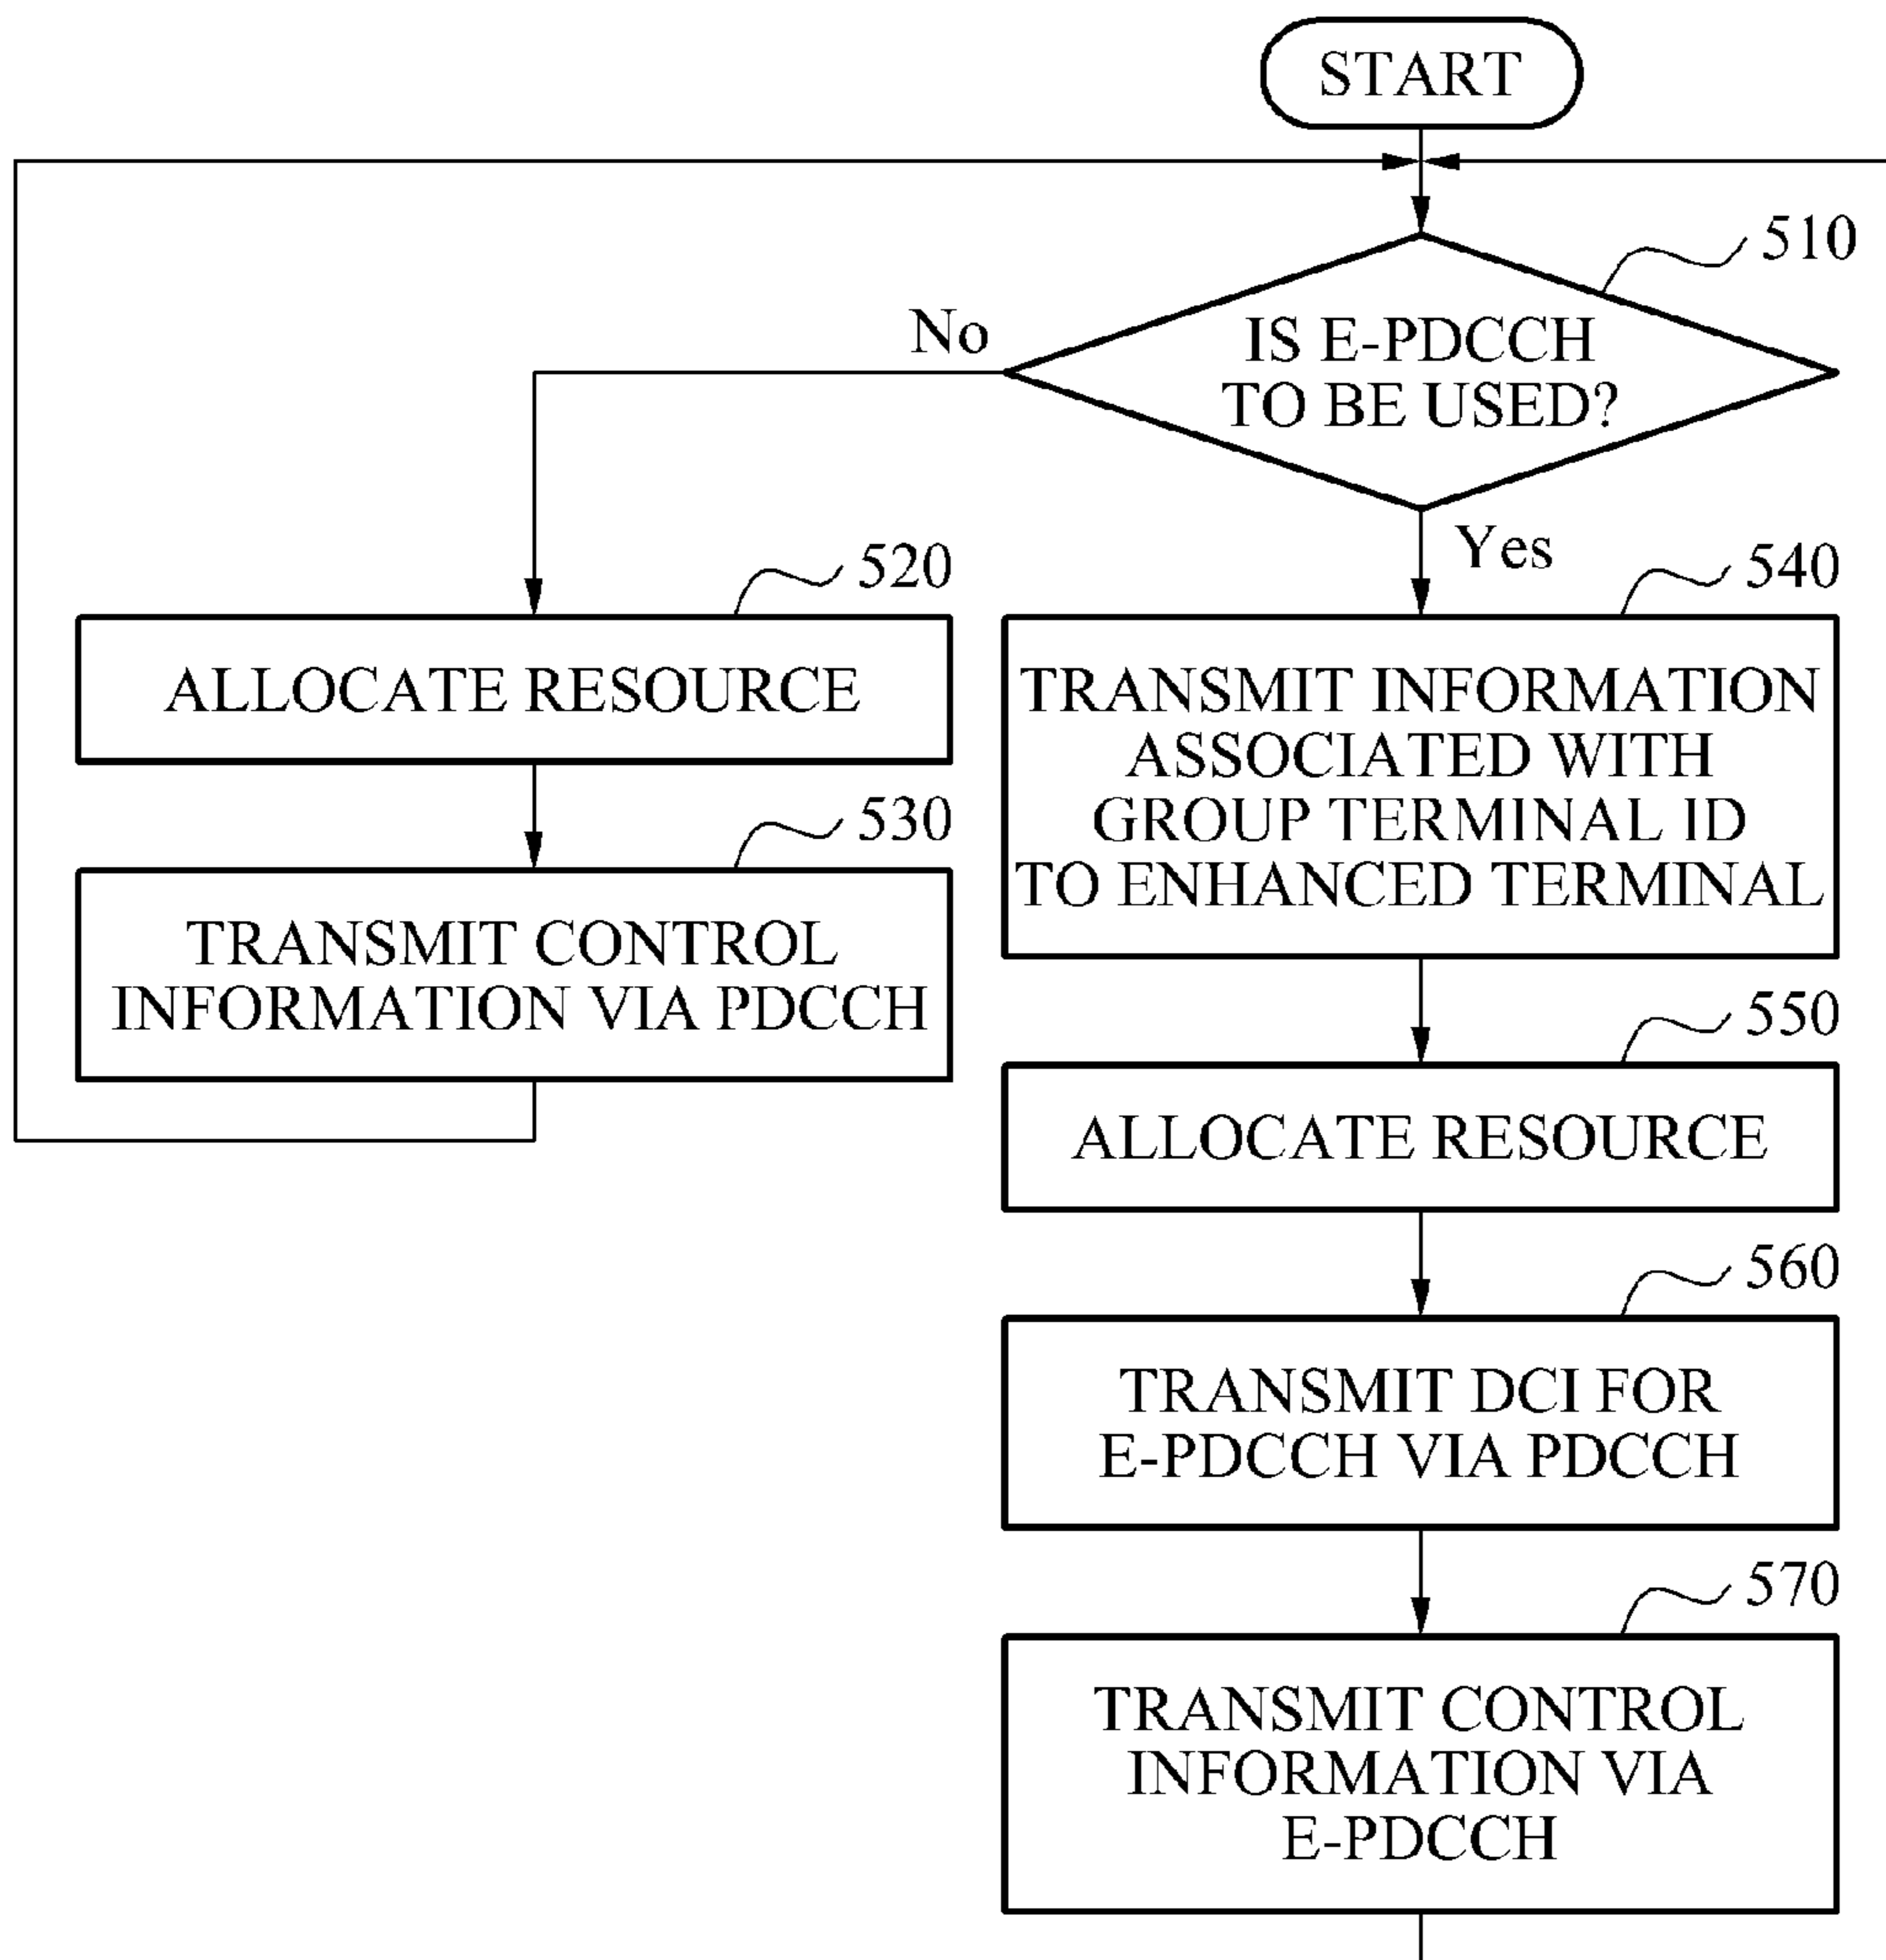 START
510
IS E-PDCCH
TO BE USED?
No
Yes
520
ALLOCATE RESOURCE
530
TRANSMIT CONTROL
INFORMATION VIA PDCCH
540
TRANSMIT INFORMATION
ASSOCIATED WITH
GROUP TERMINAL ID
TO ENHANCED TERMINAL
550
ALLOCATE RESOURCE
560
TRANSMIT DCI FOR
E-PDCCH VIA PDCCH
570
TRANSMIT CONTROL
INFORMATION VIA
E-PDCCH